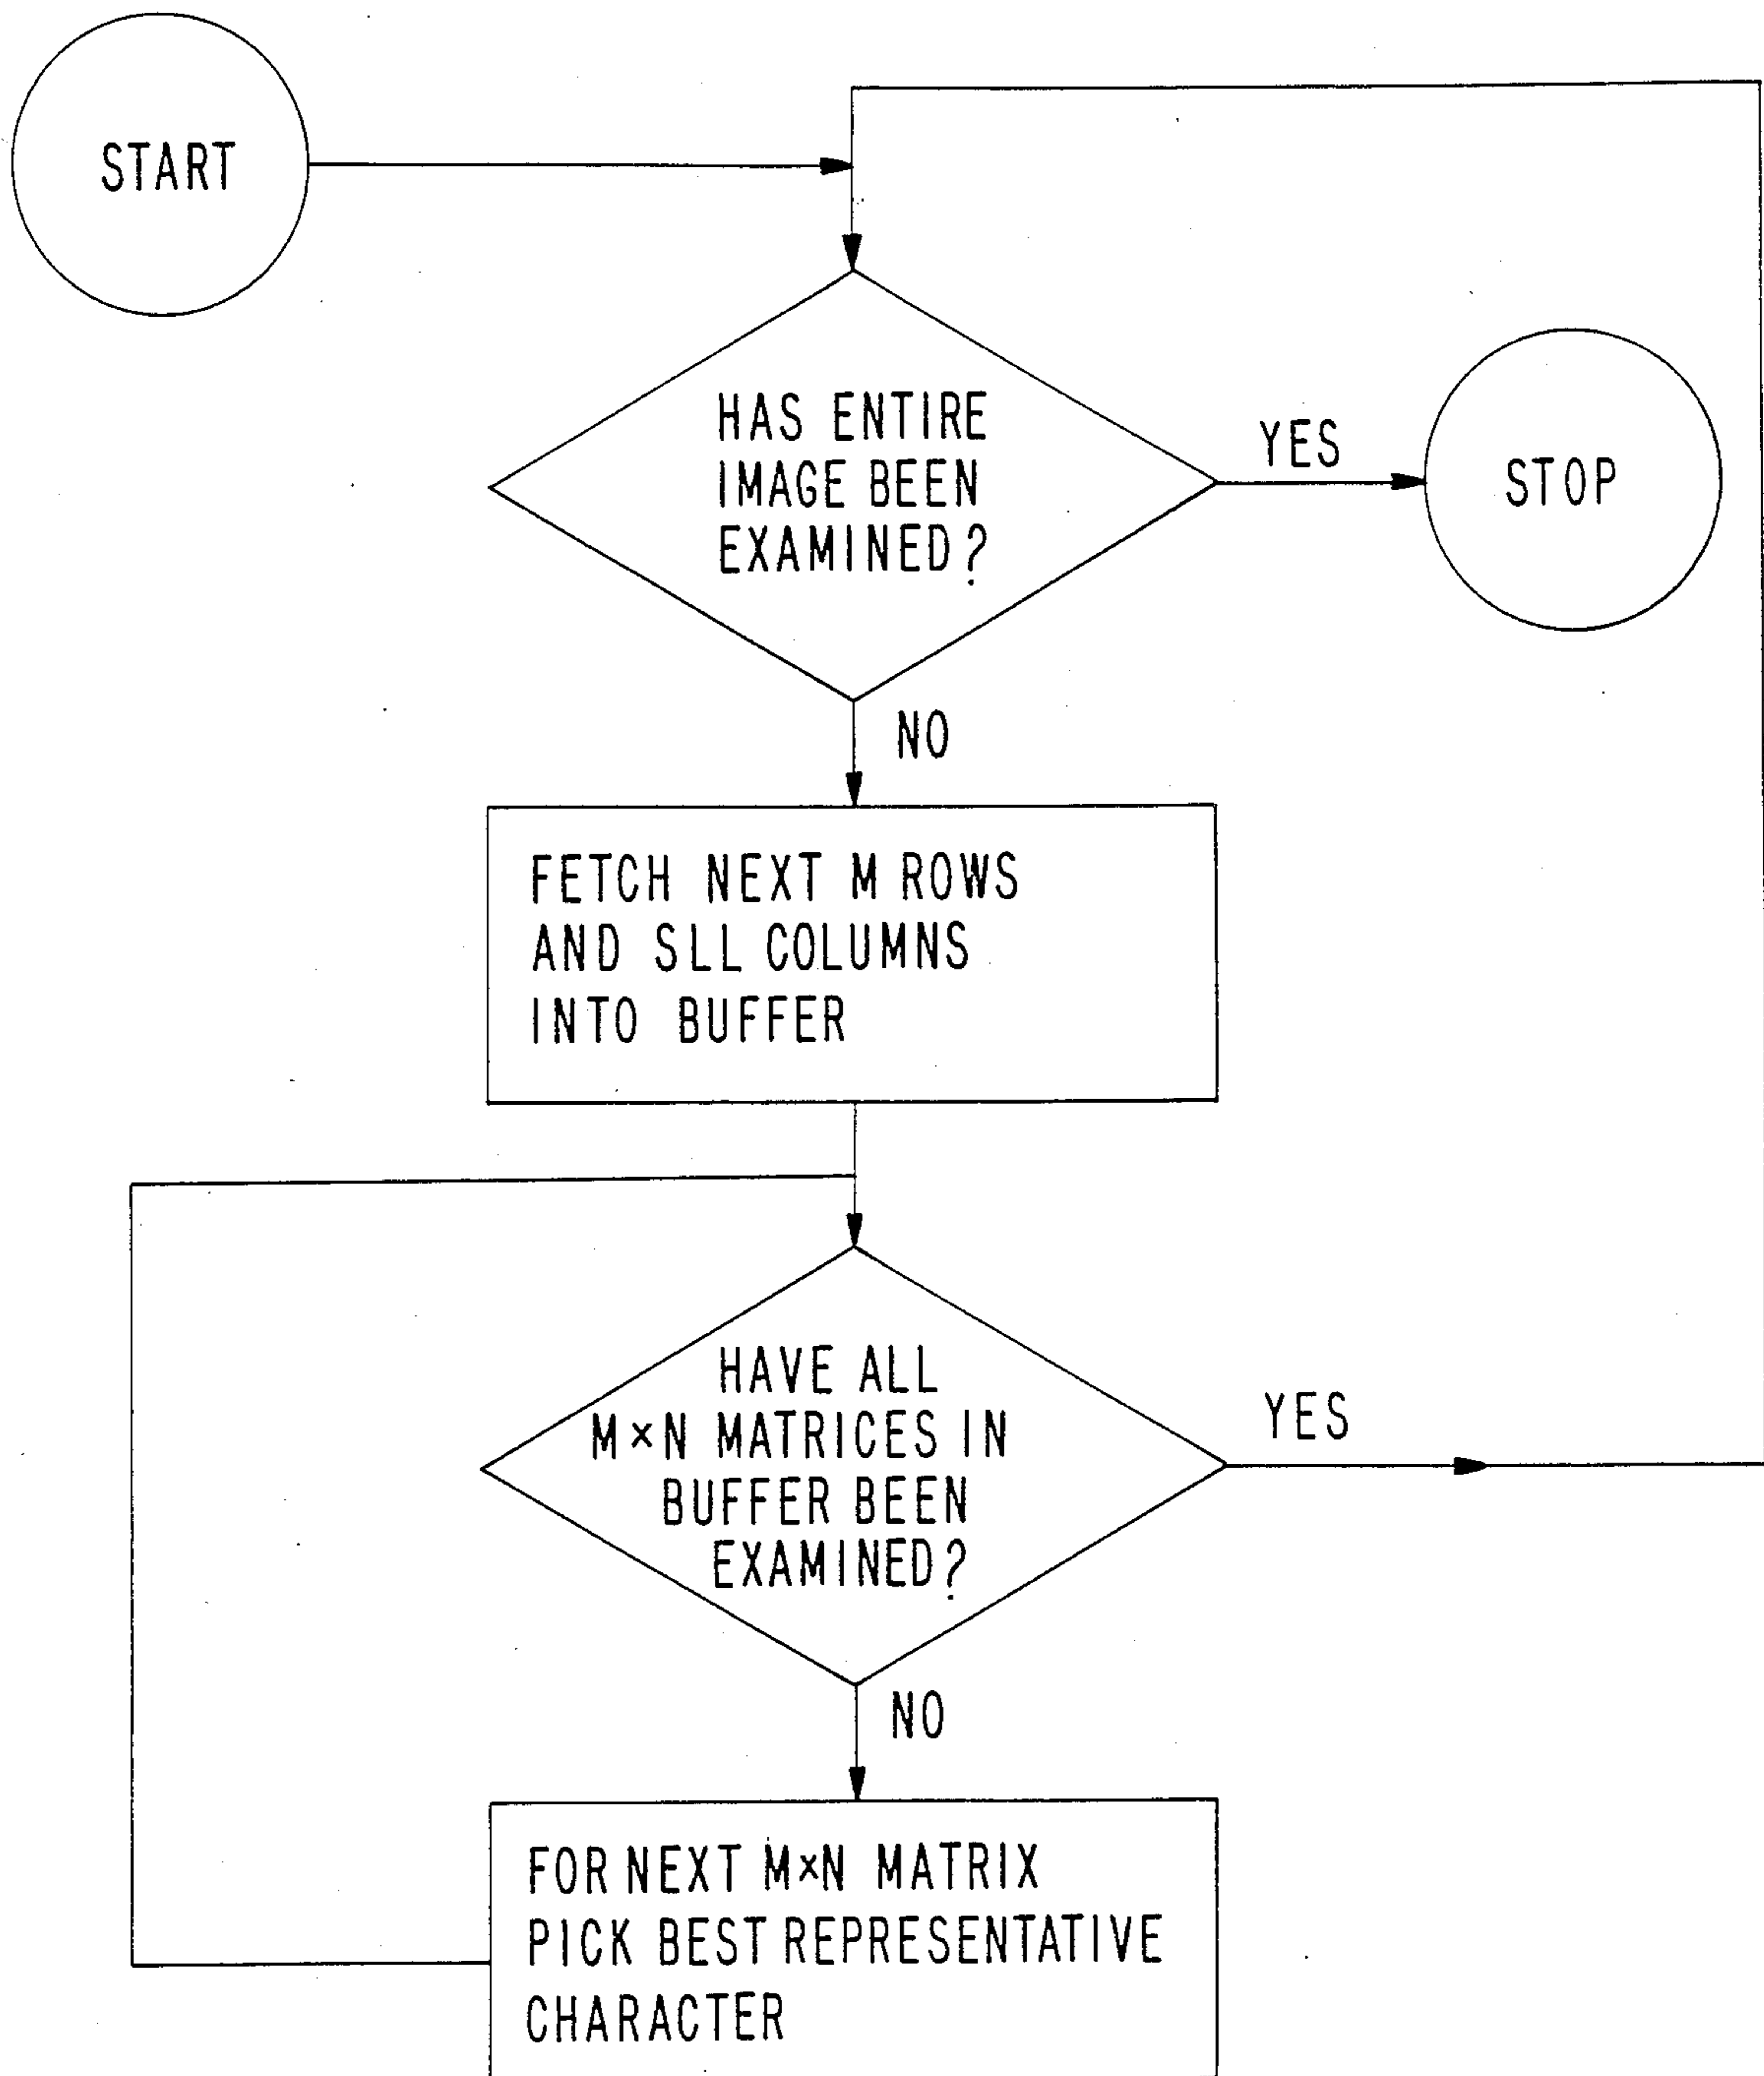 START
HAS ENTIRE
IMAGE BEEN
EXAMINED?
YES
STOP
NO
FETCH NEXT M ROWS
AND SLL COLUMNS
INTO BUFFER
HAVE ALL
M×N MATRICES IN
BUFFER BEEN
EXAMINED?
YES
NO
FOR NEXT M×N MATRIX
PICK BEST REPRESENTATIVE
CHARACTER